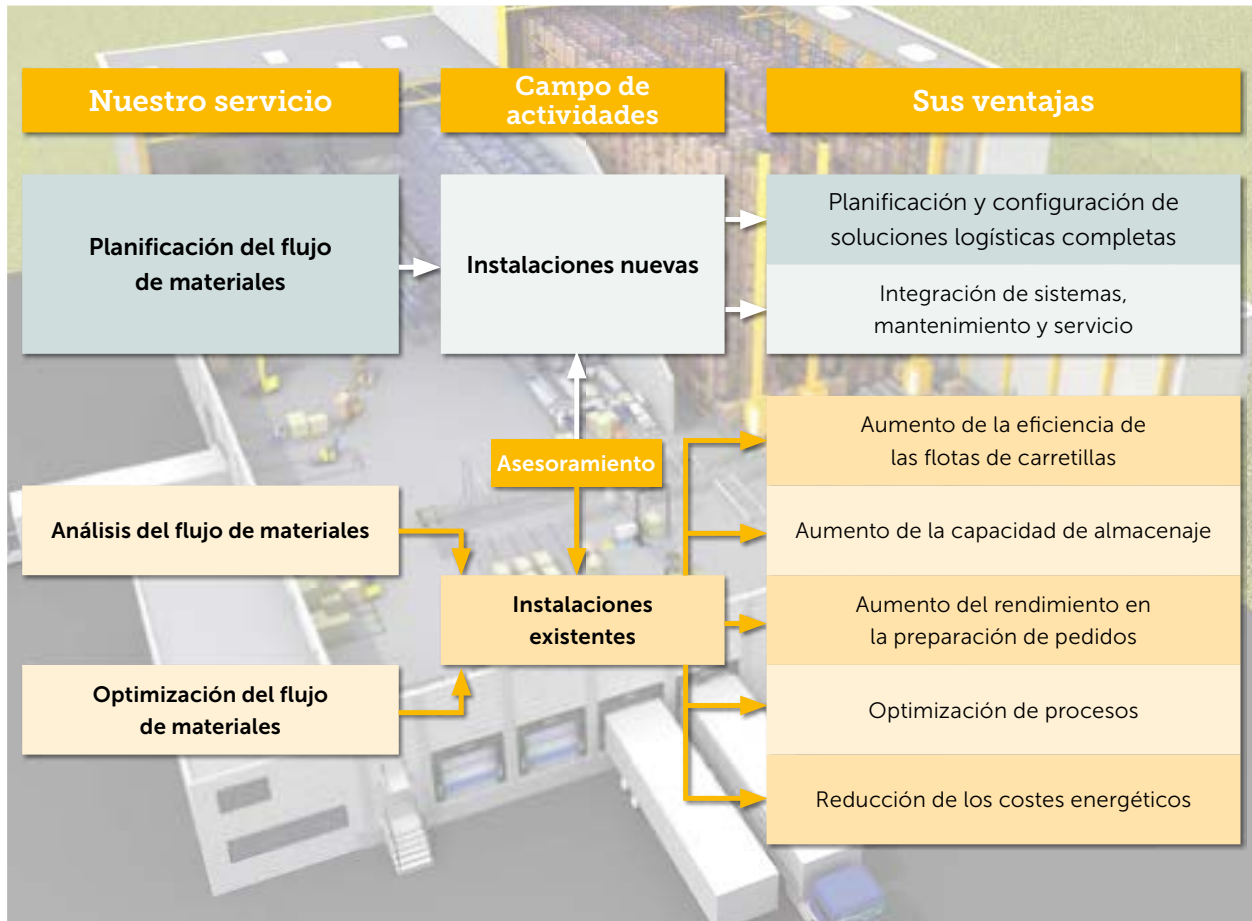 Nuestro servicio
Campo de
actividades
Sus ventajas
Planificación del flujo
de materiales
Instalaciones nuevas
Planificación y configuración de
soluciones logísticas completas
Integración de sistemas,
mantenimiento y servicio
Asesoramiento
Análisis del flujo de materiales
Optimización del flujo
de materiales
Instalaciones
existentes
Aumento de la eficiencia de
las flotas de carretillas
Aumento de la capacidad de almacenaje
Aumento del rendimiento en
la preparación de pedidos
Optimización de procesos
Reducción de los costes energéticos